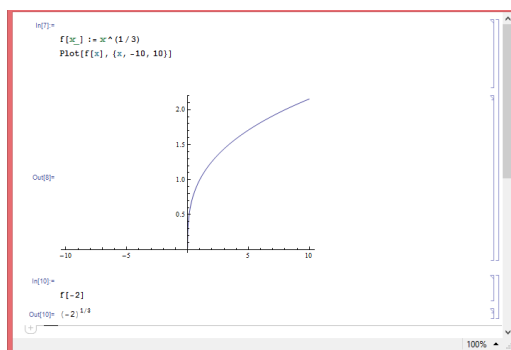 In[7]:=
f[x_] := x^(1/3)
Plot[f[x], {x, -10, 10}]
Out[8]=
2.0
1.5
1.0
0.5
-10 -5 5 10
In[10]:=
f[-2]
Out[10]= (-2)^{1/3}
100%